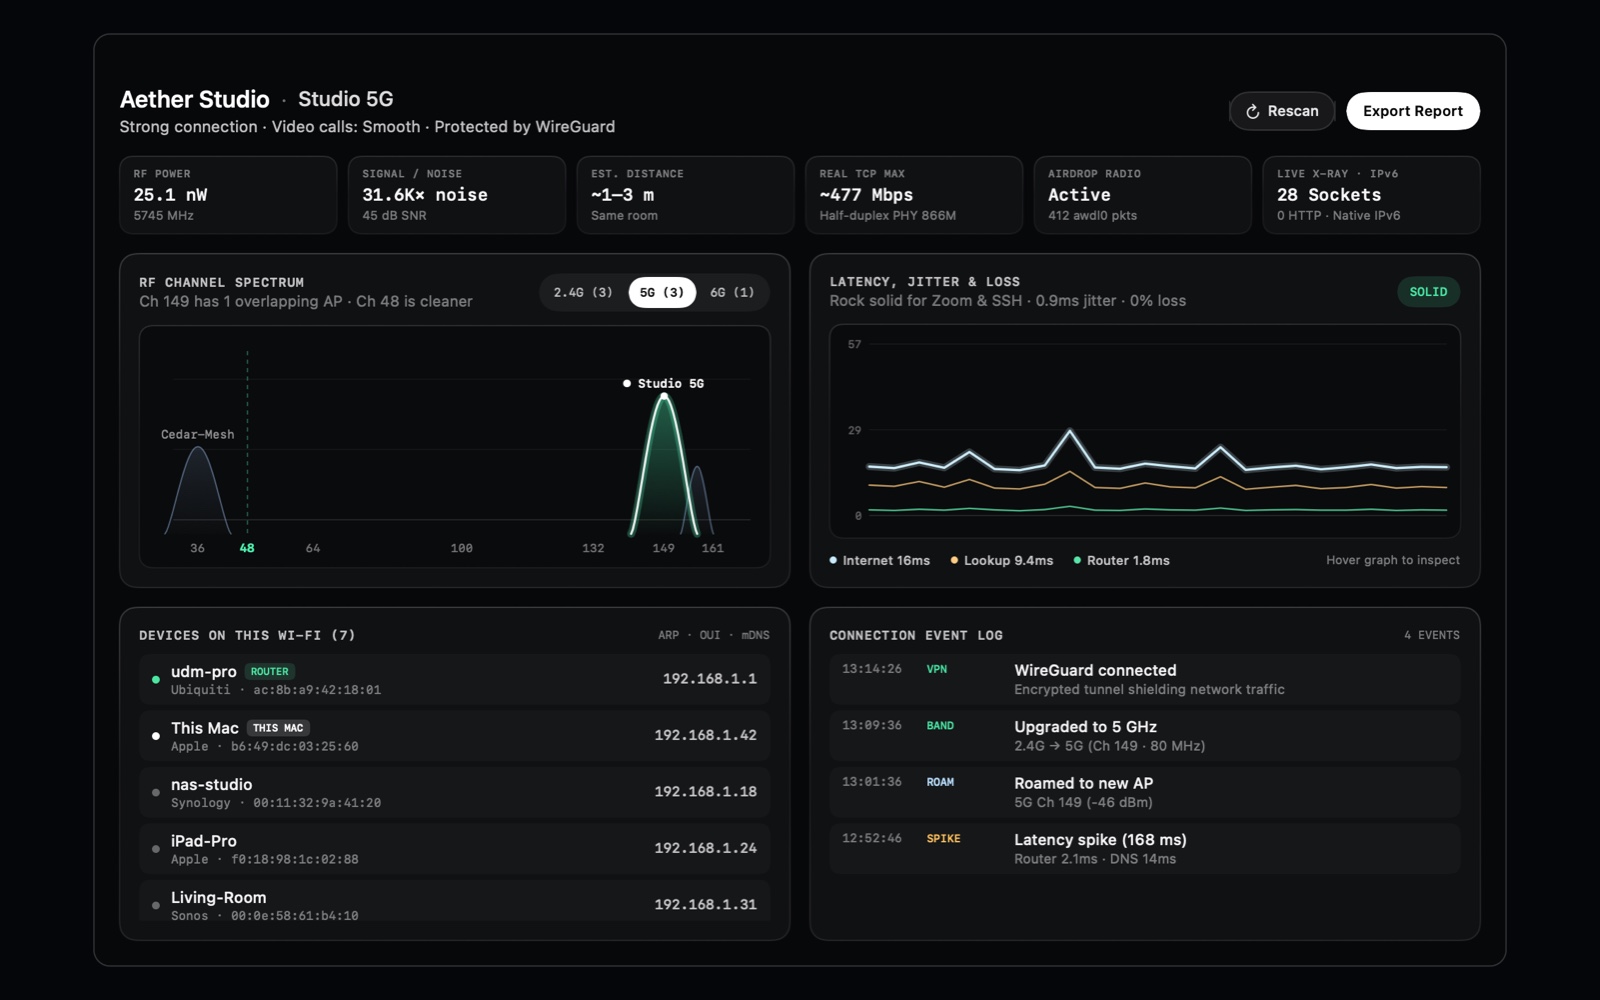 Aether Studio · Studio 5G
Strong connection · Video calls: Smooth · Protected by WireGuard
Rescan
Export Report
RF POWER
25.1 nW
5745 MHz
SIGNAL / NOISE
31.6K× noise
45 dB SNR
EST. DISTANCE
~1–3 m
Same room
REAL TCP MAX
~477 Mbps
Half-duplex PHY 866M
AIRDROP RADIO
Active
412 awdl0 pkts
LIVE X-RAY · IPv6
28 Sockets
0 HTTP · Native IPv6
RF CHANNEL SPECTRUM
Ch 149 has 1 overlapping AP · Ch 48 is cleaner
2.4G (3)
5G (3)
6G (1)
Studio 5G
Cedar-Mesh
36 48 64 100 132 149 161
LATENCY, JITTER & LOSS
Rock solid for Zoom & SSH · 0.9ms jitter · 0% loss
SOLID
57
29
0
Internet 16ms
Lookup 9.4ms
Router 1.8ms
Hover graph to inspect
DEVICES ON THIS WI-FI (7)
ARP · OUI · mDNS
udm-pro ROUTER
Ubiquiti · ac:8b:a9:42:18:01
192.168.1.1
This Mac THIS MAC
Apple · b6:49:dc:03:25:60
192.168.1.42
nas-studio
Synology · 00:11:32:9a:41:20
192.168.1.18
iPad-Pro
Apple · f0:18:98:1c:02:88
192.168.1.24
Living-Room
Sonos · 00:0e:58:61:b4:10
192.168.1.31
CONNECTION EVENT LOG
4 EVENTS
13:14:26 VPN WireGuard connected
Encrypted tunnel shielding network traffic
13:09:36 BAND Upgraded to 5 GHz
2.4G → 5G (Ch 149 · 80 MHz)
13:01:36 ROAM Roamed to new AP
5G Ch 149 (-46 dBm)
12:52:46 SPIKE Latency spike (168 ms)
Router 2.1ms · DNS 14ms